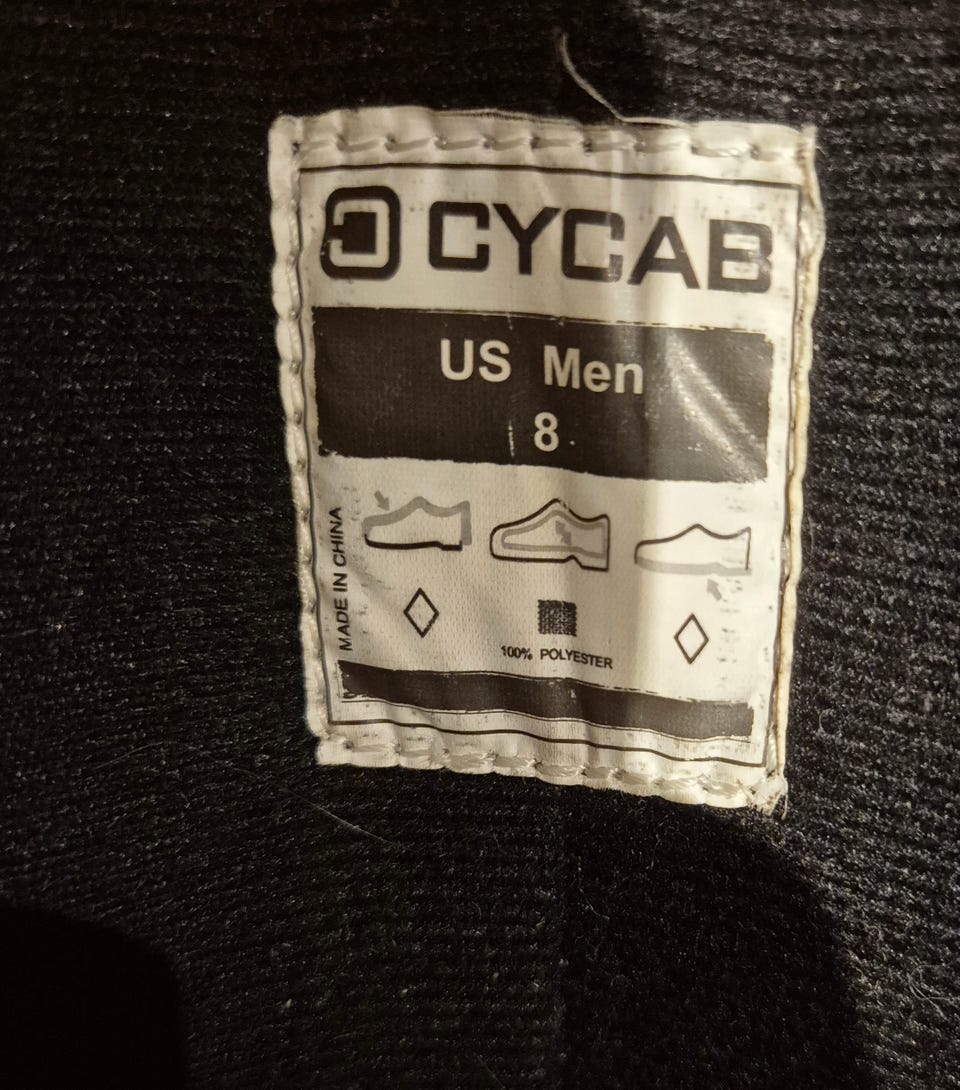 CYCAB
US Men
8
MADE IN CHINA
100% POLYESTER